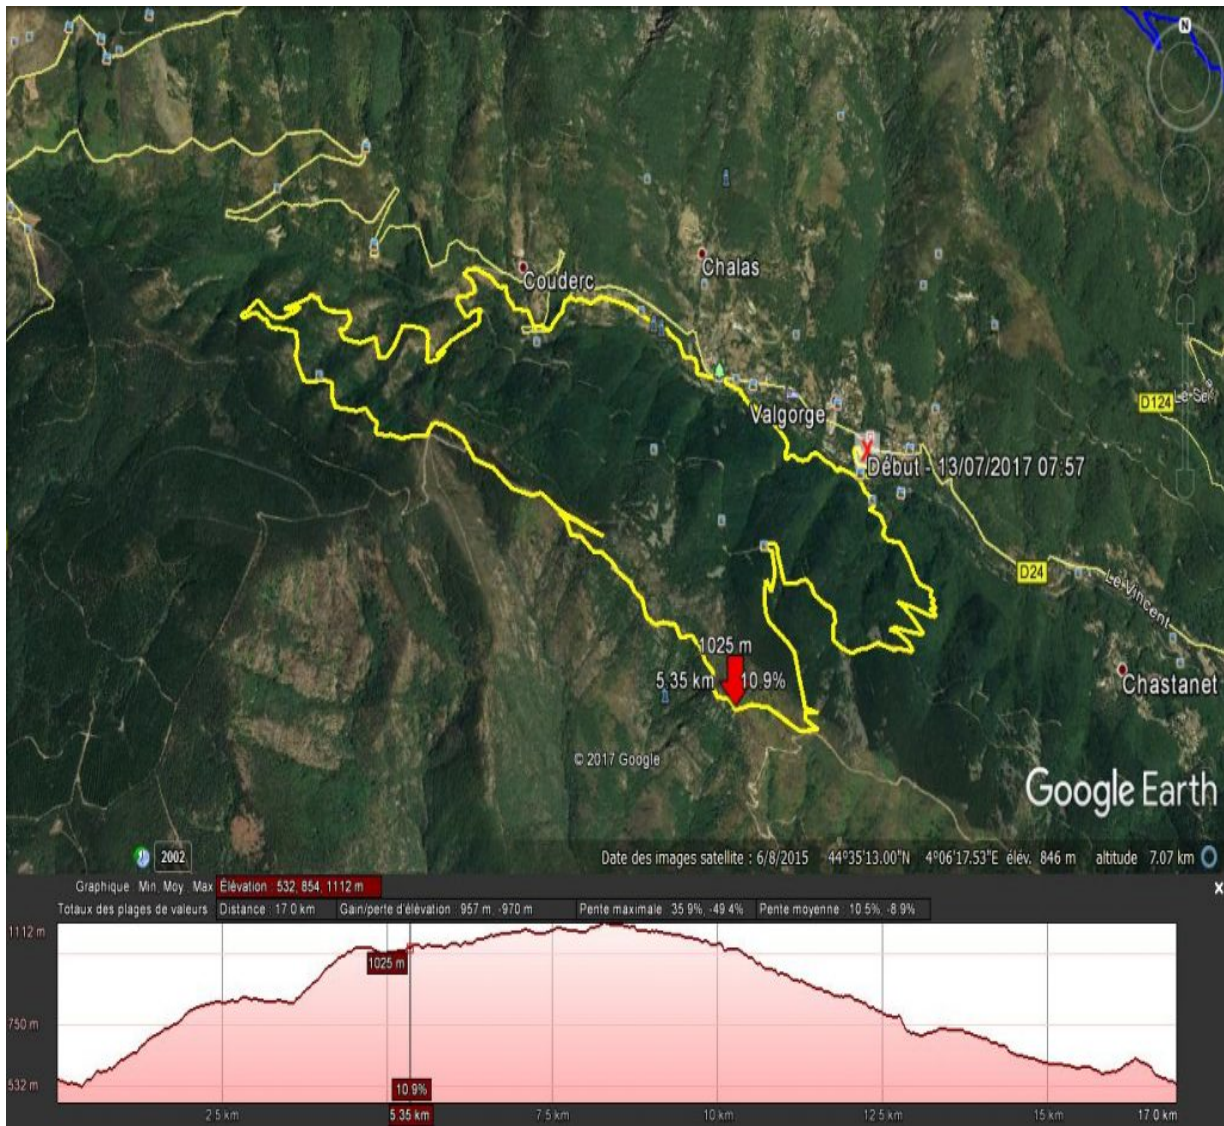 N
Couderc
Chalas
D124
Valgorge
Début - 13/07/2017 07:57
D24
Le Vincent
1025 m
5.35 km 10.9%
Chastanet
© 2017 Google
Google Earth
2002
Date des images satellite : 6/8/2015 44°35'13.00"N 4°06'17.53"E élév. 846 m altitude 7.07 km
Graphique : Min, Moy , Max Élévation : 532, 854, 1112 m
Totaux des plages de valeurs : Distance : 17.0 km Gain/perte d'élévation : 957 m, -970 m Pente maximale : 35.9%, -49.4% Pente moyenne : 10.5%, -8.9%
1112 m
1025 m
750 m
532 m
10.9%
2.5 km 5.35 km 7.5 km 10 km 12.5 km 15 km 17.0 km